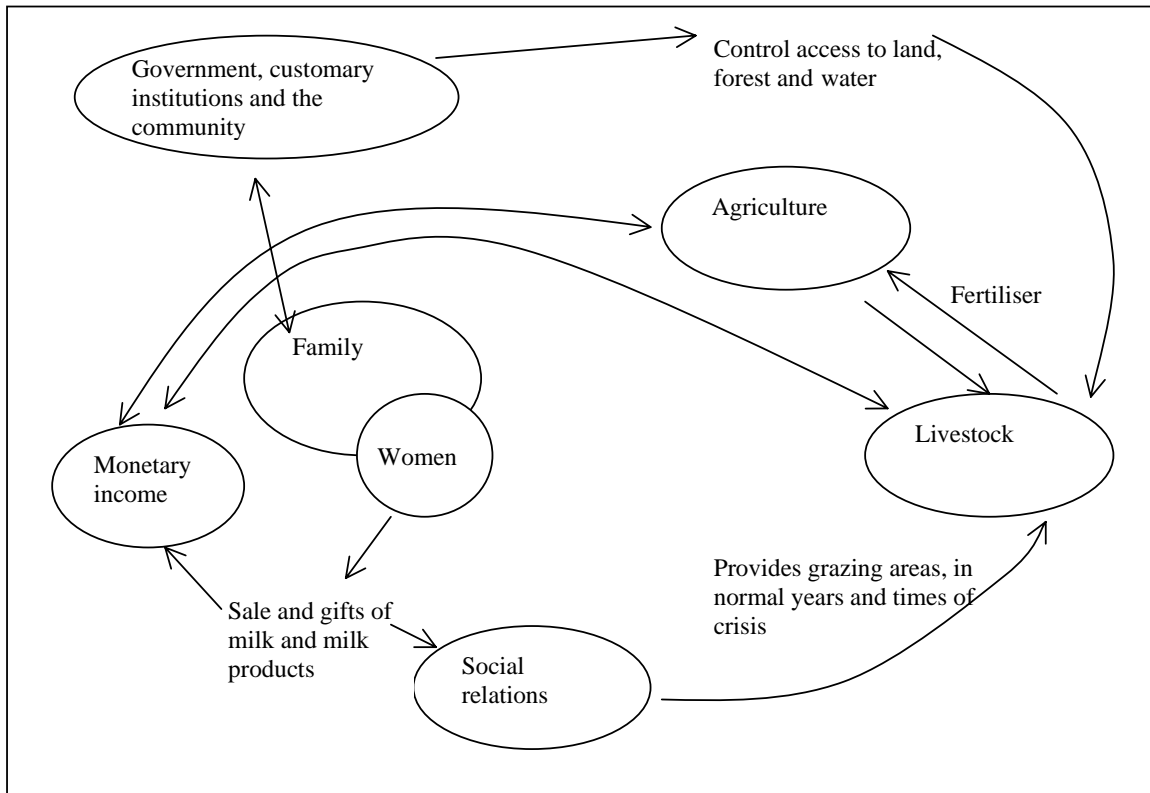 Government, customary
institutions and the
community
Control access to land,
forest and water
Agriculture
Fertiliser
Family
Women
Livestock
Monetary
income
Sale and gifts of
milk and milk
products
Social
relations
Provides grazing areas, in
normal years and times of
crisis